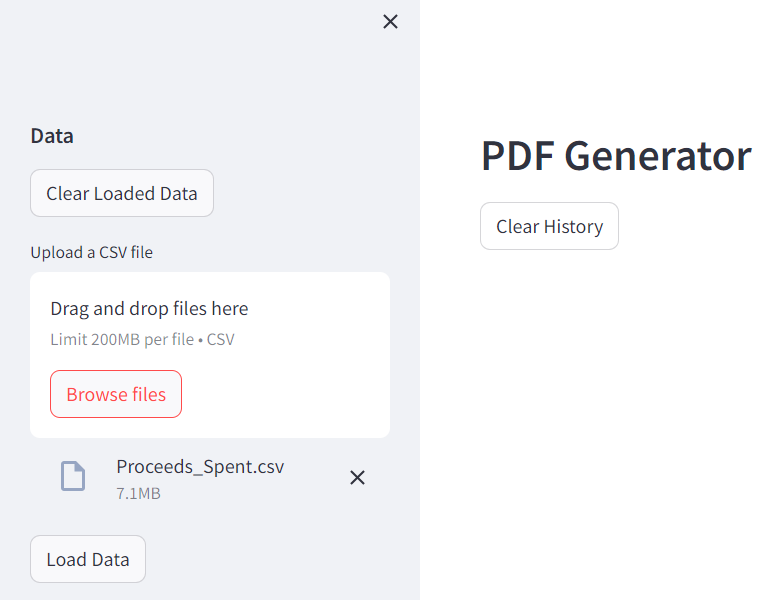 Data
Clear Loaded Data
Upload a CSV file
Drag and drop files here
Limit 200MB per file • CSV
Browse files
Proceeds_Spent.csv
7.1MB
Load Data
PDF Generator
Clear History